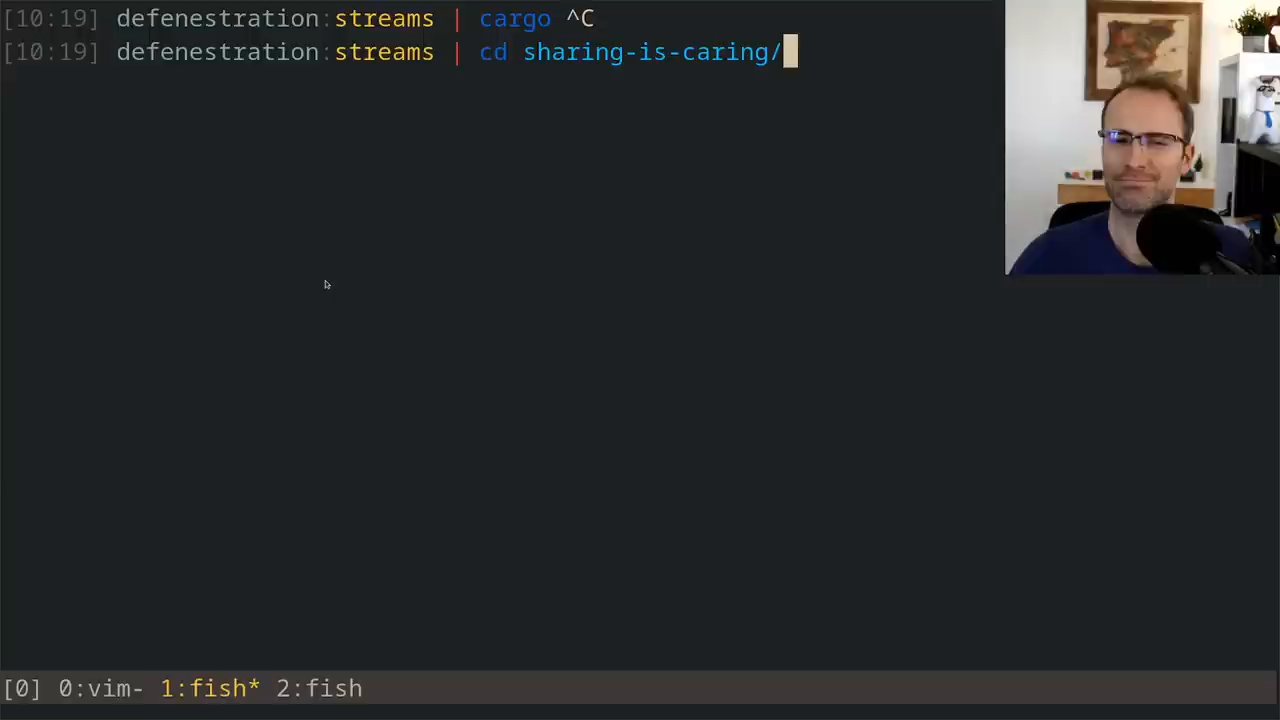 [10:19] defenestration:streams | cargo ^C
[10:19] defenestration:streams | cd sharing-is-caring/
[0] 0:vim- 1:fish* 2:fish